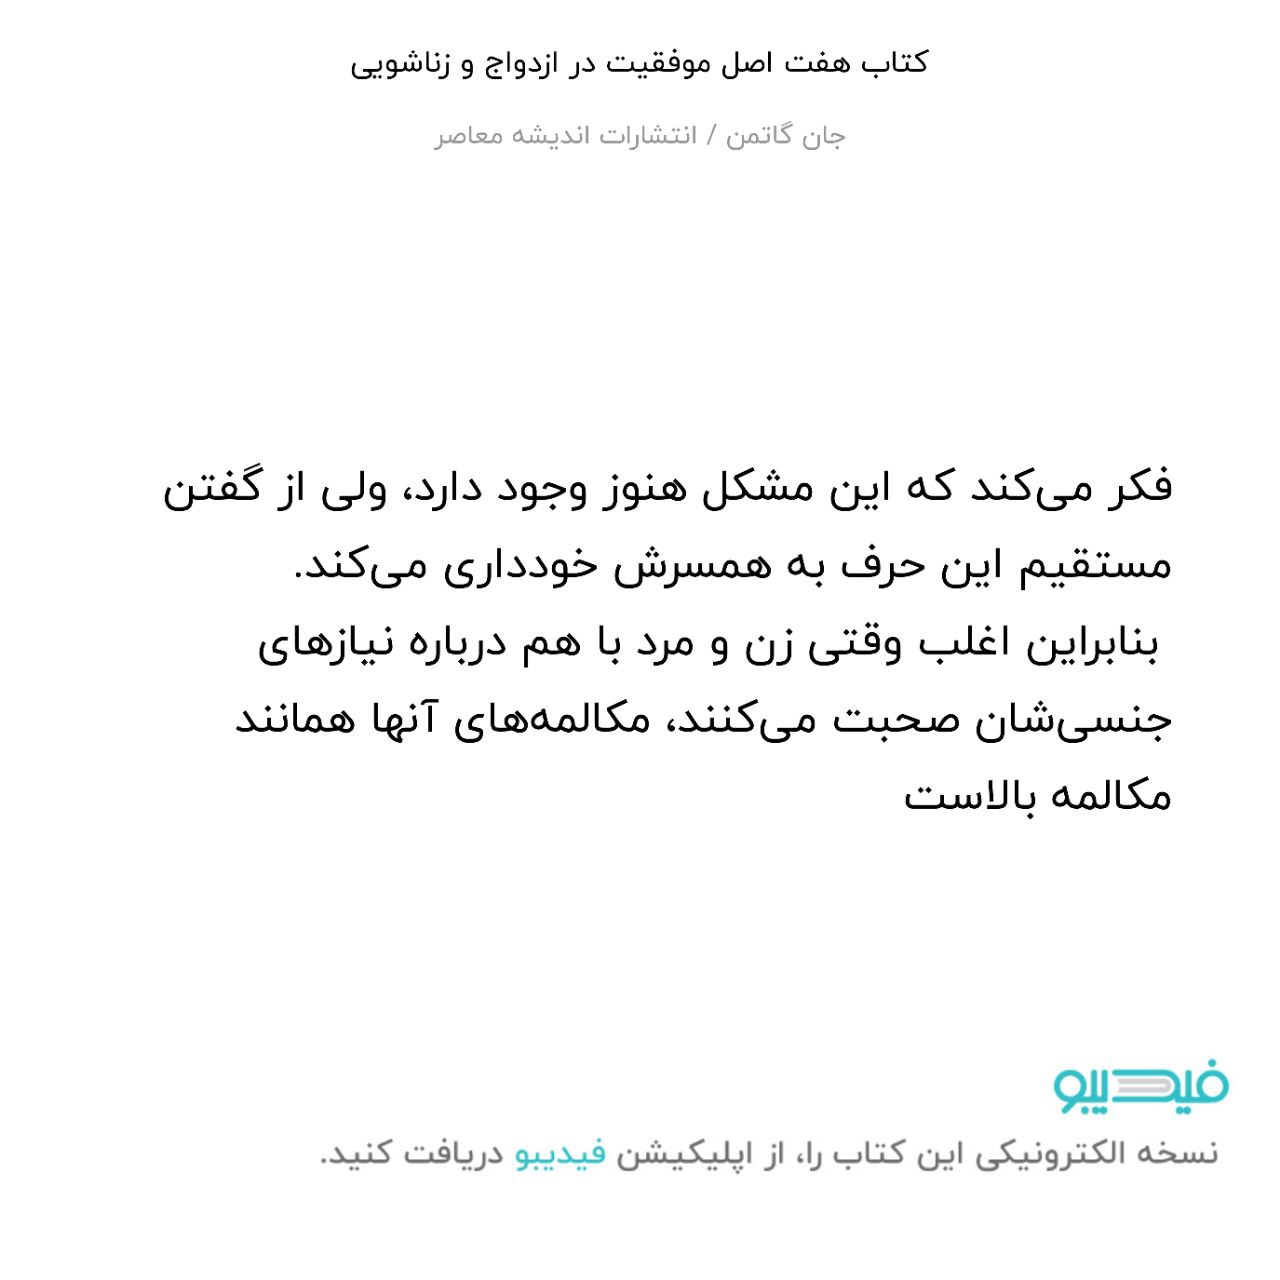 کتاب هفت اصل موفقیت در ازدواج و زناشویی
جان گاتمن / انتشارات اندیشه معاصر
فکر می‌کند که این مشکل هنوز وجود دارد، ولی از گفتن
مستقیم این حرف به همسرش خودداری می‌کند.
بنابراین اغلب وقتی زن و مرد با هم درباره نیازهای
جنسی‌شان صحبت می‌کنند، مکالمه‌های آنها همانند
مکالمه بالاست
فیدیبو
نسخه الکترونیکی این کتاب را، از اپلیکیشن فیدیبو دریافت کنید.